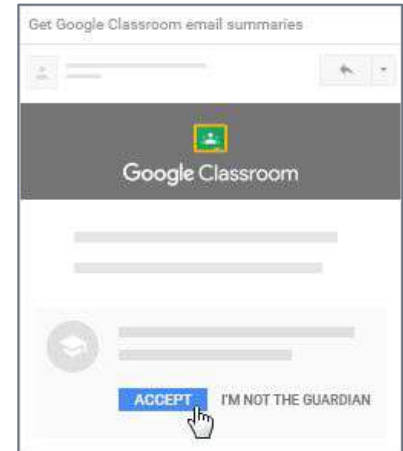 Get Google Classroom email summaries
Google Classroom
ACCEPT I'M NOT THE GUARDIAN